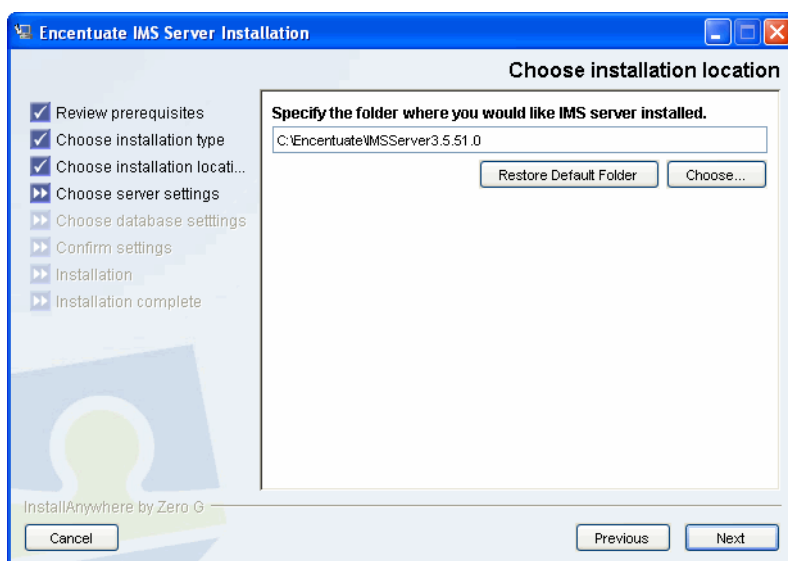 Encentuate IMS Server Installation
Choose installation location
Review prerequisites
Choose installation type
Choose installation locati...
Choose server settings
Choose database setttings
Confirm settings
Installation
Installation complete
Specify the folder where you would like IMS server installed.
C:\Encentuate\IMSServer3.5.51.0
Restore Default Folder
Choose...
InstallAnywhere by Zero G
Cancel
Previous
Next